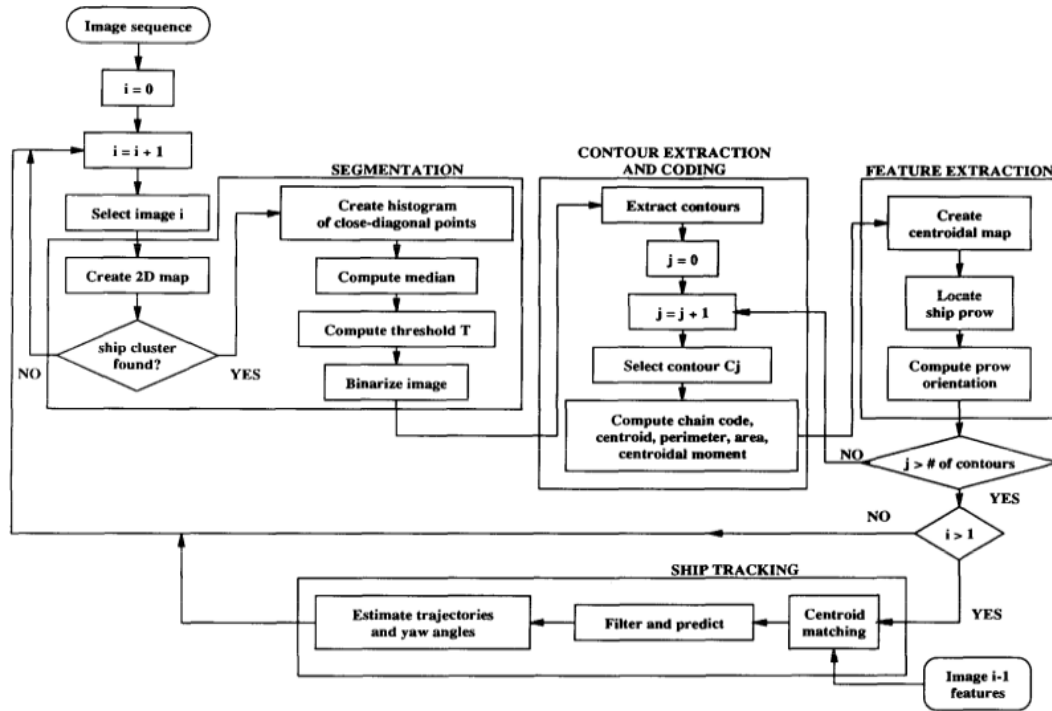 Image sequence
i = 0
i = i + 1
Select image i
Create 2D map
ship cluster
found?
NO
YES
SEGMENTATION
Create histogram
of close-diagonal points
Compute median
Compute threshold T
Binarize image
CONTOUR EXTRACTION
AND CODING
Extract contours
j = 0
j = j + 1
Select contour Cj
Compute chain code,
centroid, perimeter, area,
centroidal moment
FEATURE EXTRACTION
Create
centroidal map
Locate
ship prow
Compute prow
orientation
j > # of contours
NO
YES
i > 1
NO
YES
SHIP TRACKING
Centroid
matching
Filter and predict
Estimate trajectories
and yaw angles
Image i-1
features